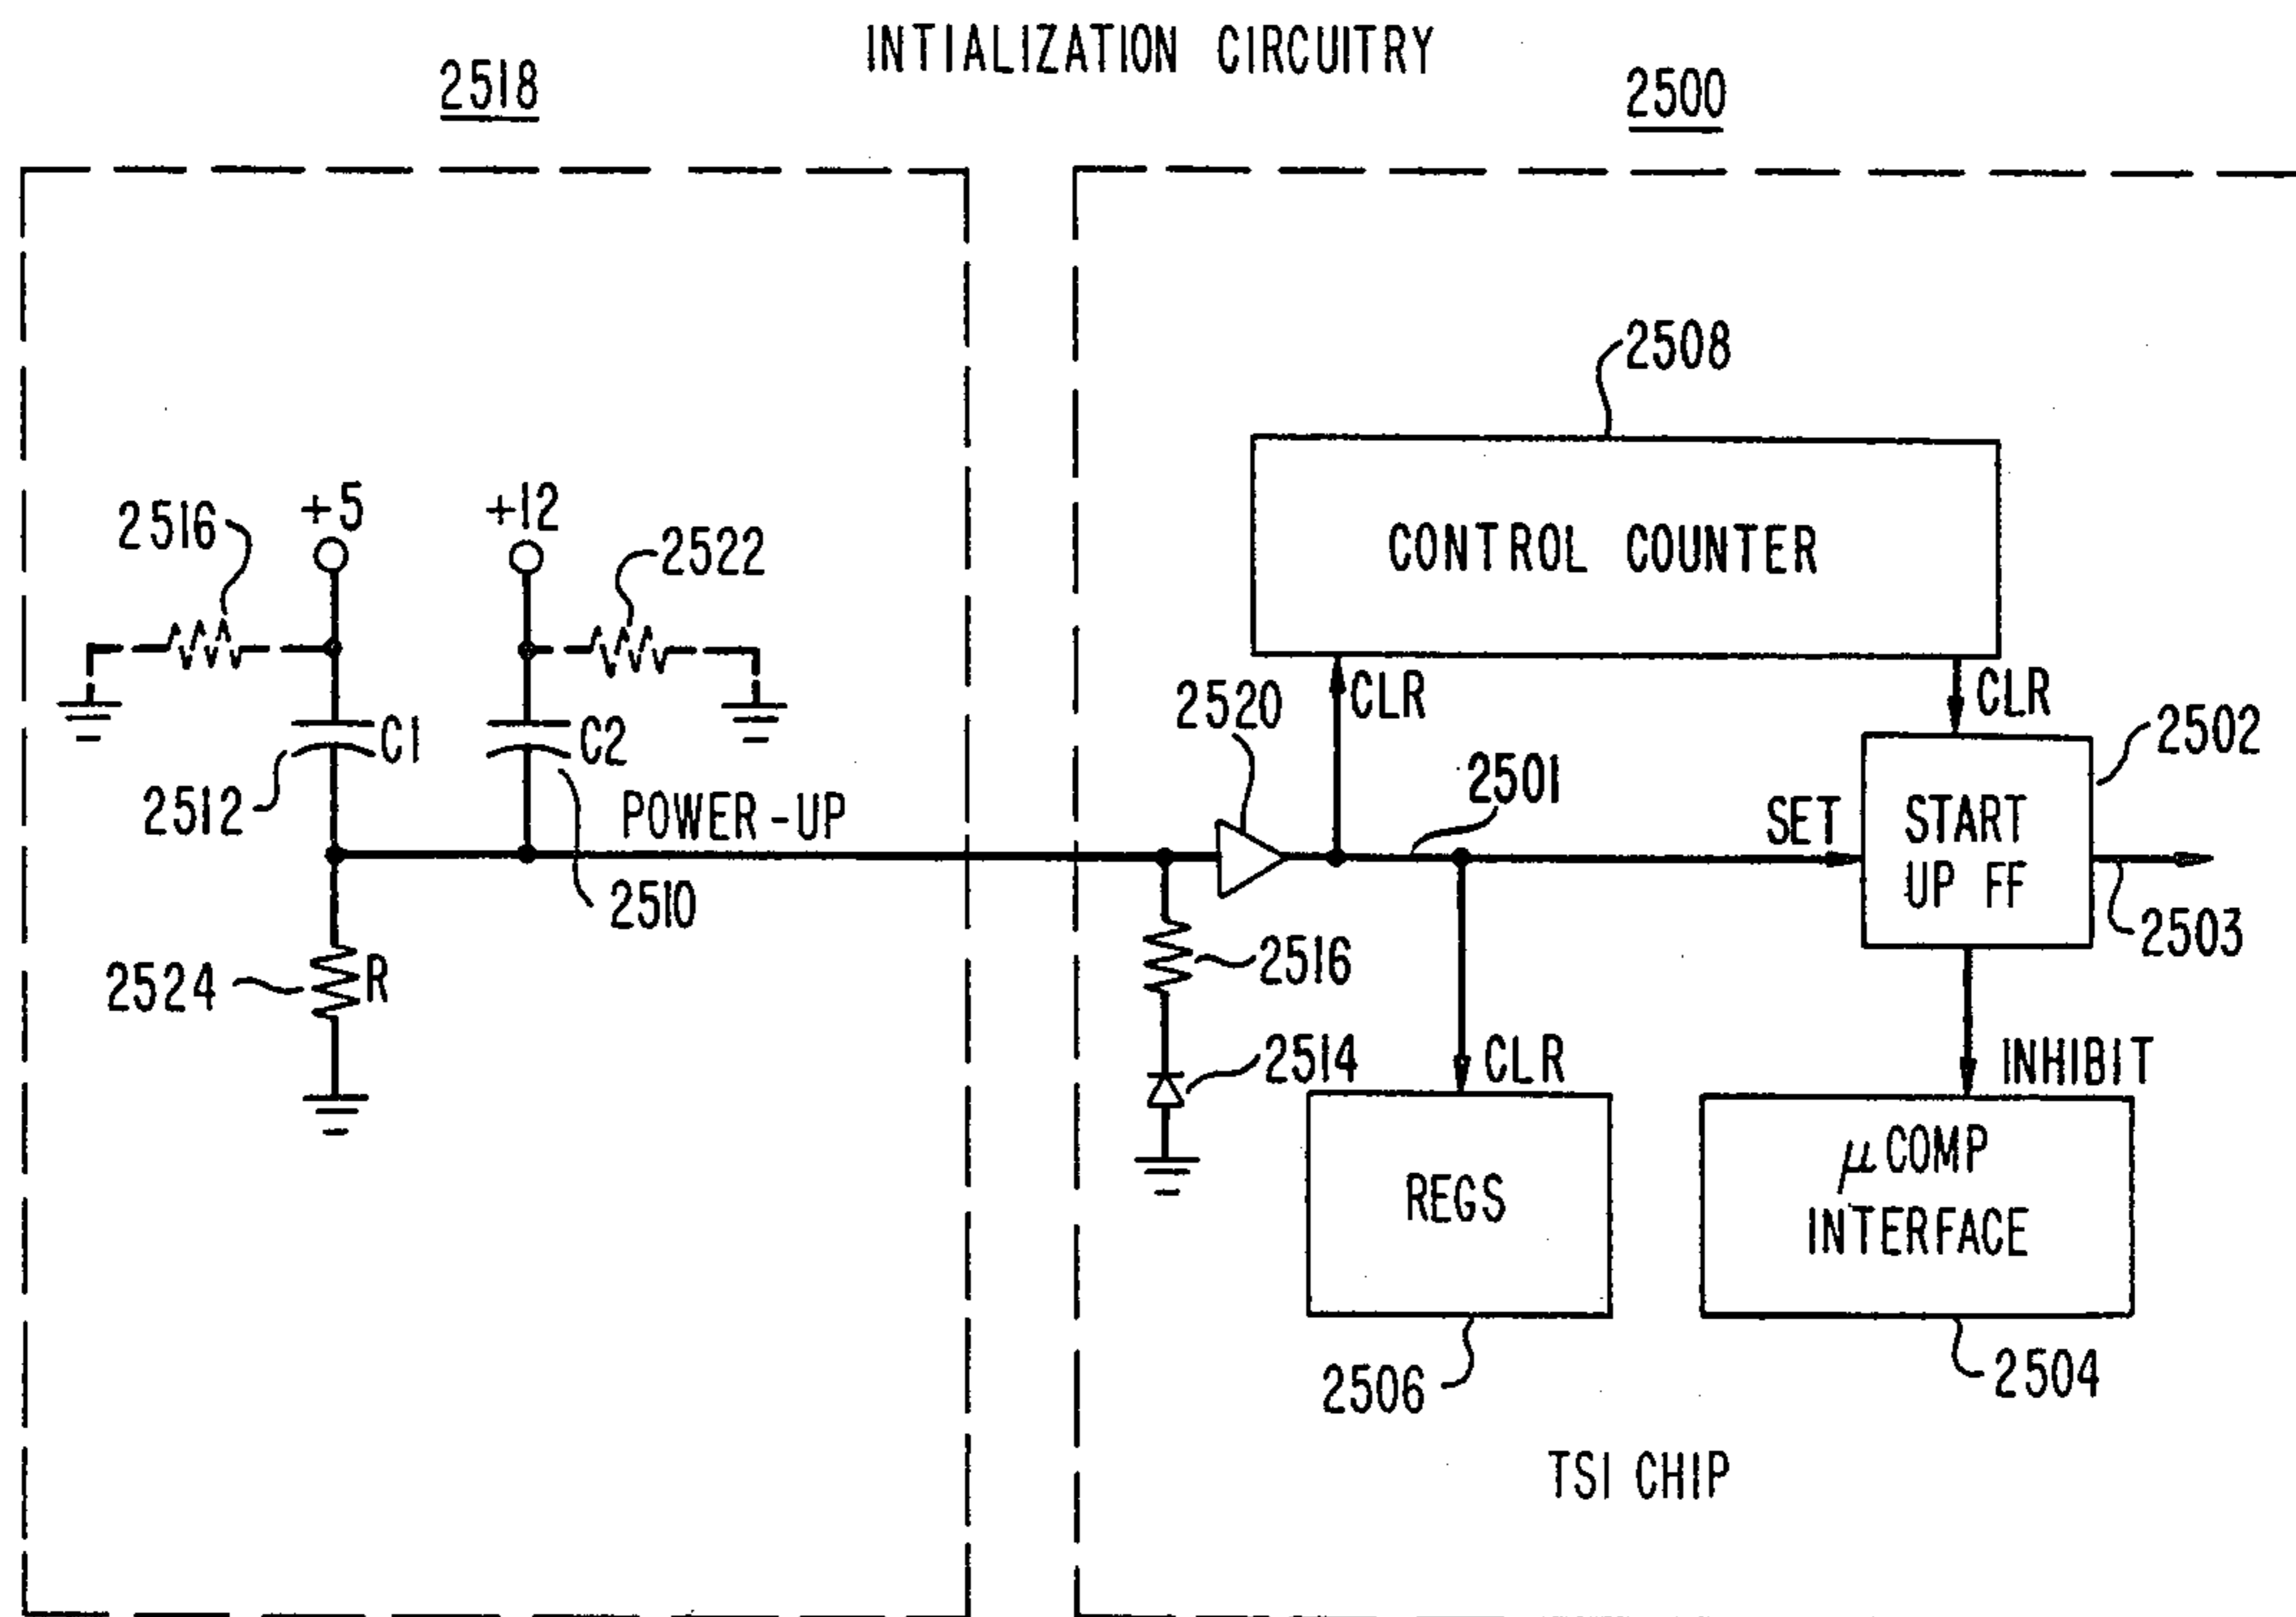 INTIALIZATION CIRCUITRY
2518
2500
2508
CONTROL COUNTER
+5
+12
2516
2522
C1
C2
2512
2510
POWER-UP
2524
R
2520
CLR
CLR
2501
2502
SET
START
UP FF
2503
2516
2514
CLR
INHIBIT
REGS
μCOMP
INTERFACE
2506
2504
TSI CHIP